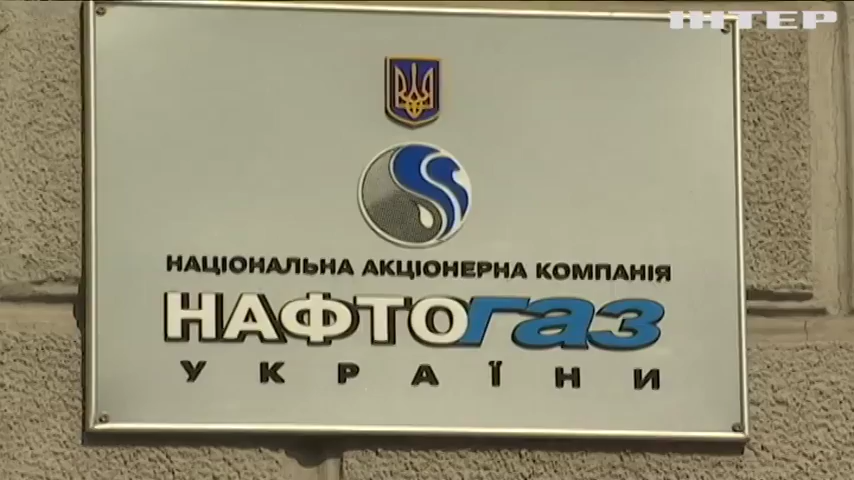 ІНТЕР
НАЦІОНАЛЬНА АКЦІОНЕРНА КОМПАНІЯ
НАФТОГАЗ
УКРАЇНИ